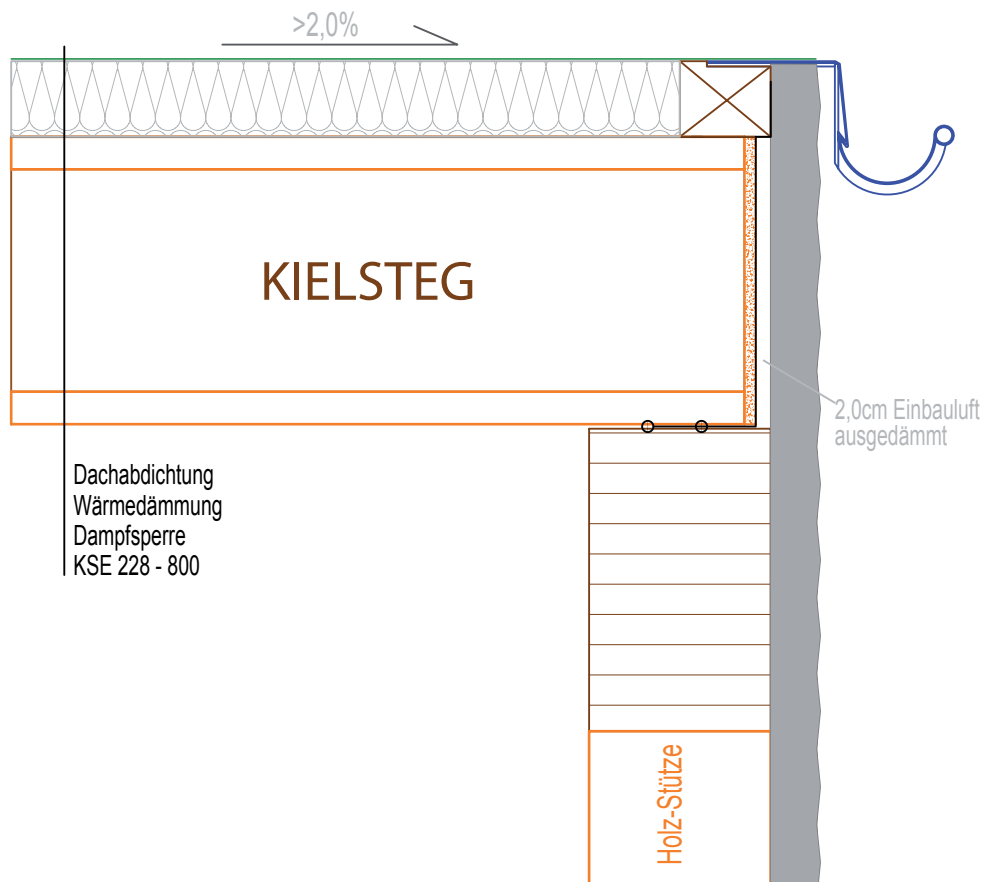 >2,0%
KIELSTEG
2,0cm Einbauluft
ausgedämmt
Dachabdichtung
Wärmedämmung
Dampfsperre
KSE 228 - 800
Holz-Stütze